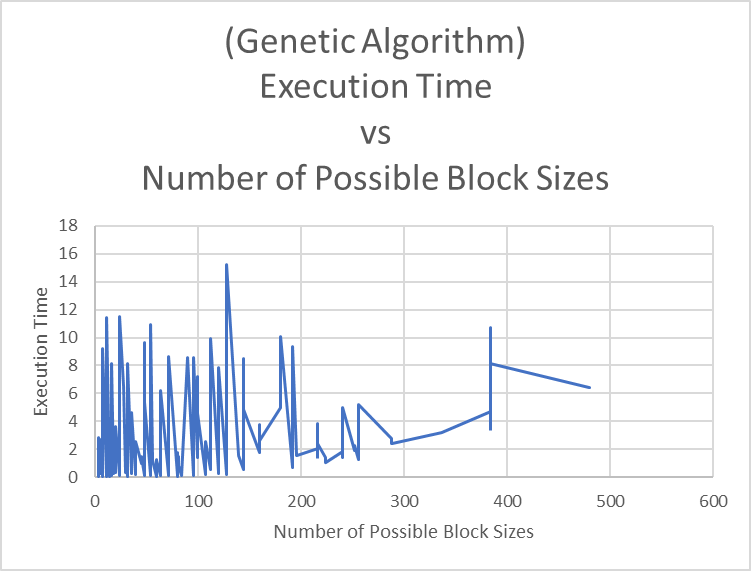 (Genetic Algorithm)
Execution Time
vs
Number of Possible Block Sizes
18
16
14
12
10
8
6
4
2
0
Execution Time
0 100 200 300 400 500 600
Number of Possible Block Sizes